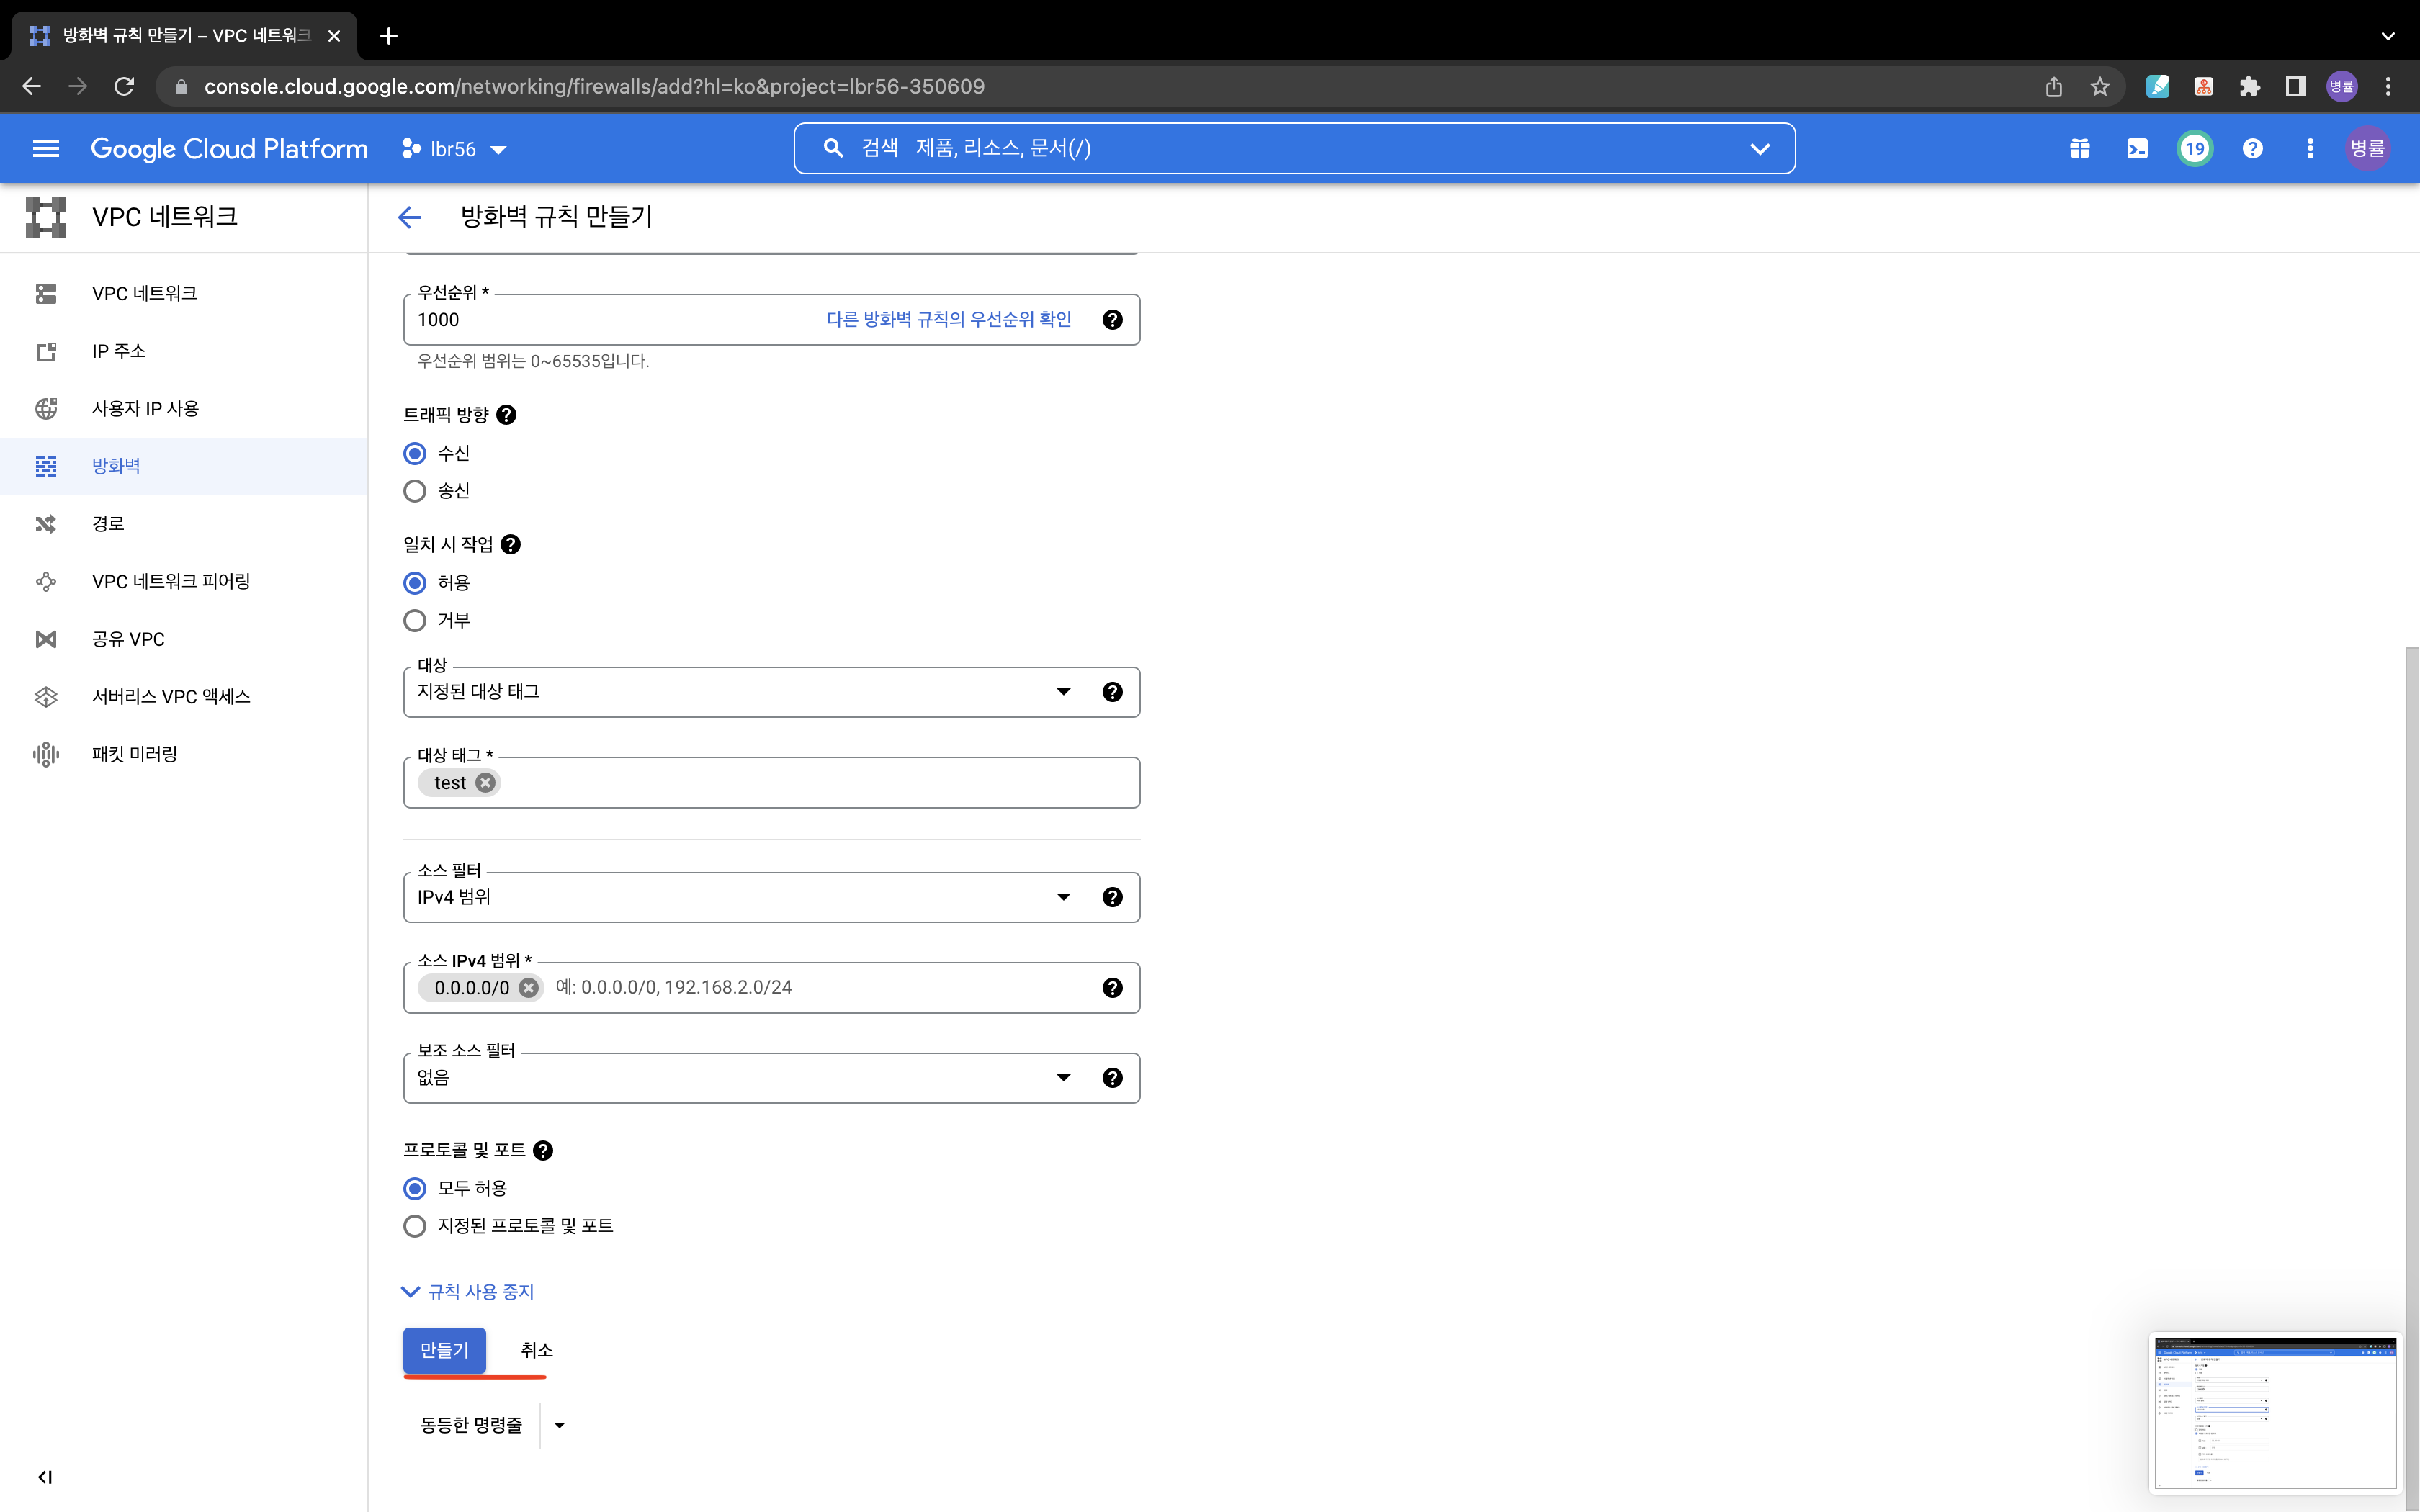 방화벽 규칙 만들기 – VPC 네트워크
console.cloud.google.com/networking/firewalls/add?hl=ko&project=lbr56-350609
병률
Google Cloud Platform
lbr56
검색 제품, 리소스, 문서(/)
19
병률
VPC 네트워크
방화벽 규칙 만들기
VPC 네트워크
IP 주소
사용자 IP 사용
방화벽
경로
VPC 네트워크 피어링
공유 VPC
서버리스 VPC 액세스
패킷 미러링
우선순위 *
1000
다른 방화벽 규칙의 우선순위 확인
우선순위 범위는 0~65535입니다.
트래픽 방향
수신
송신
일치 시 작업
허용
거부
대상
지정된 대상 태그
대상 태그 *
test
소스 필터
IPv4 범위
소스 IPv4 범위 *
0.0.0.0/0 예: 0.0.0.0/0, 192.168.2.0/24
보조 소스 필터
없음
프로토콜 및 포트
모두 허용
지정된 프로토콜 및 포트
규칙 사용 중지
만들기
취소
동등한 명령줄